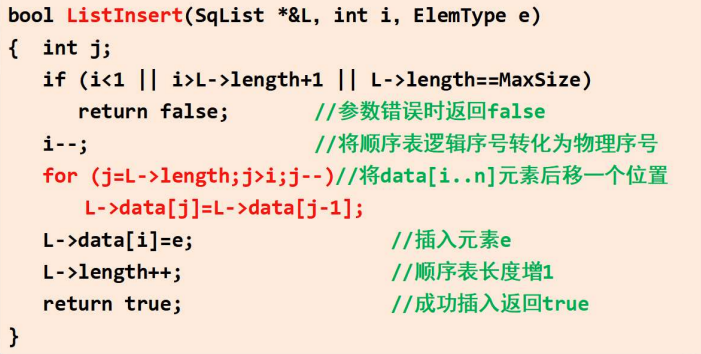 bool ListInsert(SqList *&L, int i, ElemType e)
{  int j;
   if (i<1 || i>L->length+1 || L->length==MaxSize)
      return false;        //参数错误时返回false
   i--;                    //将顺序表逻辑序号转化为物理序号
   for (j=L->length;j>i;j--)//将data[i..n]元素后移一个位置
      L->data[j]=L->data[j-1];
   L->data[i]=e;                 //插入元素e
   L->length++;                  //顺序表长度增1
   return true;                  //成功插入返回true
}